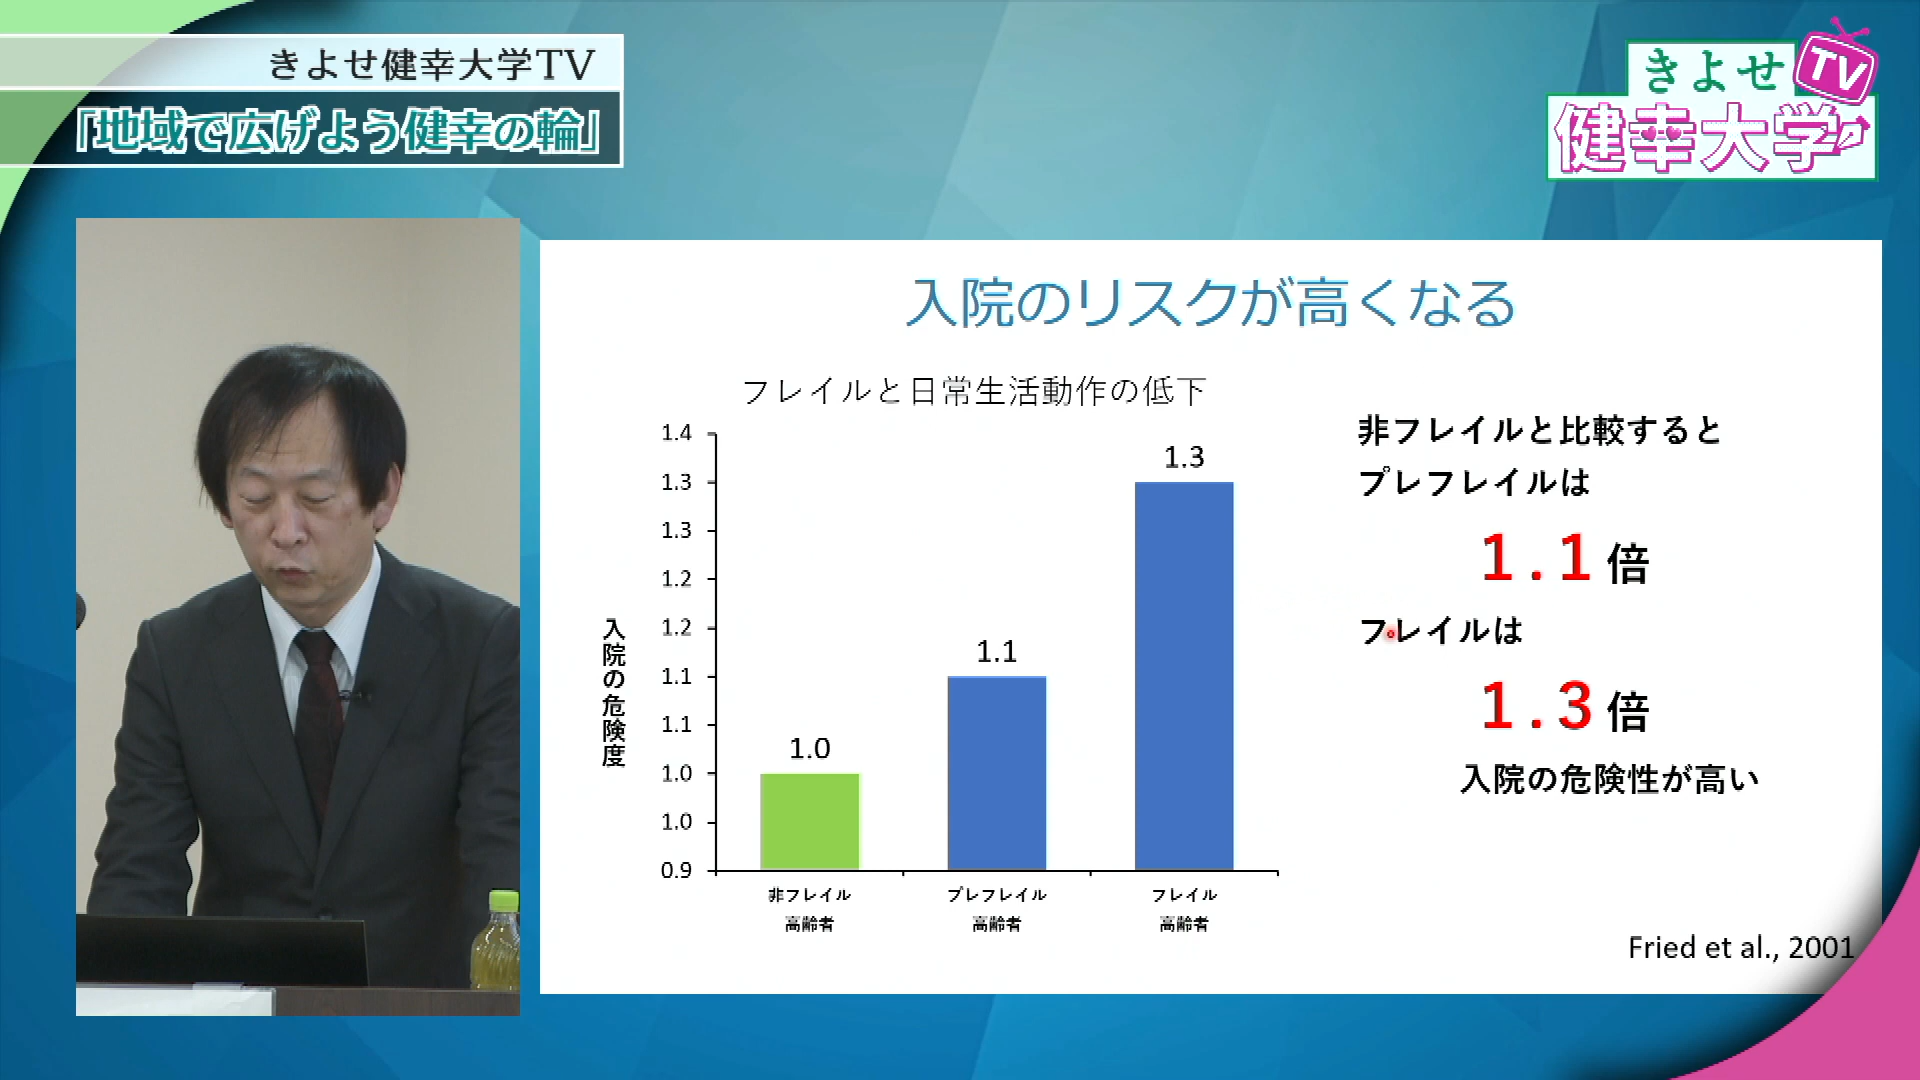 きよせ健幸大学TV
「地域で広げよう健幸の輪」
きよせ
TV
健幸大学
入院のリスクが高くなる
フレイルと日常生活動作の低下
入院の危険度
1.4
1.3
1.3
1.2
1.2
1.1
1.1
1.0
1.0
0.9
1.0
1.1
1.3
非フレイル
高齢者
プレフレイル
高齢者
フレイル
高齢者
非フレイルと比較すると
プレフレイルは
1.1倍
フレイルは
1.3倍
入院の危険性が高い
Fried et al., 2001